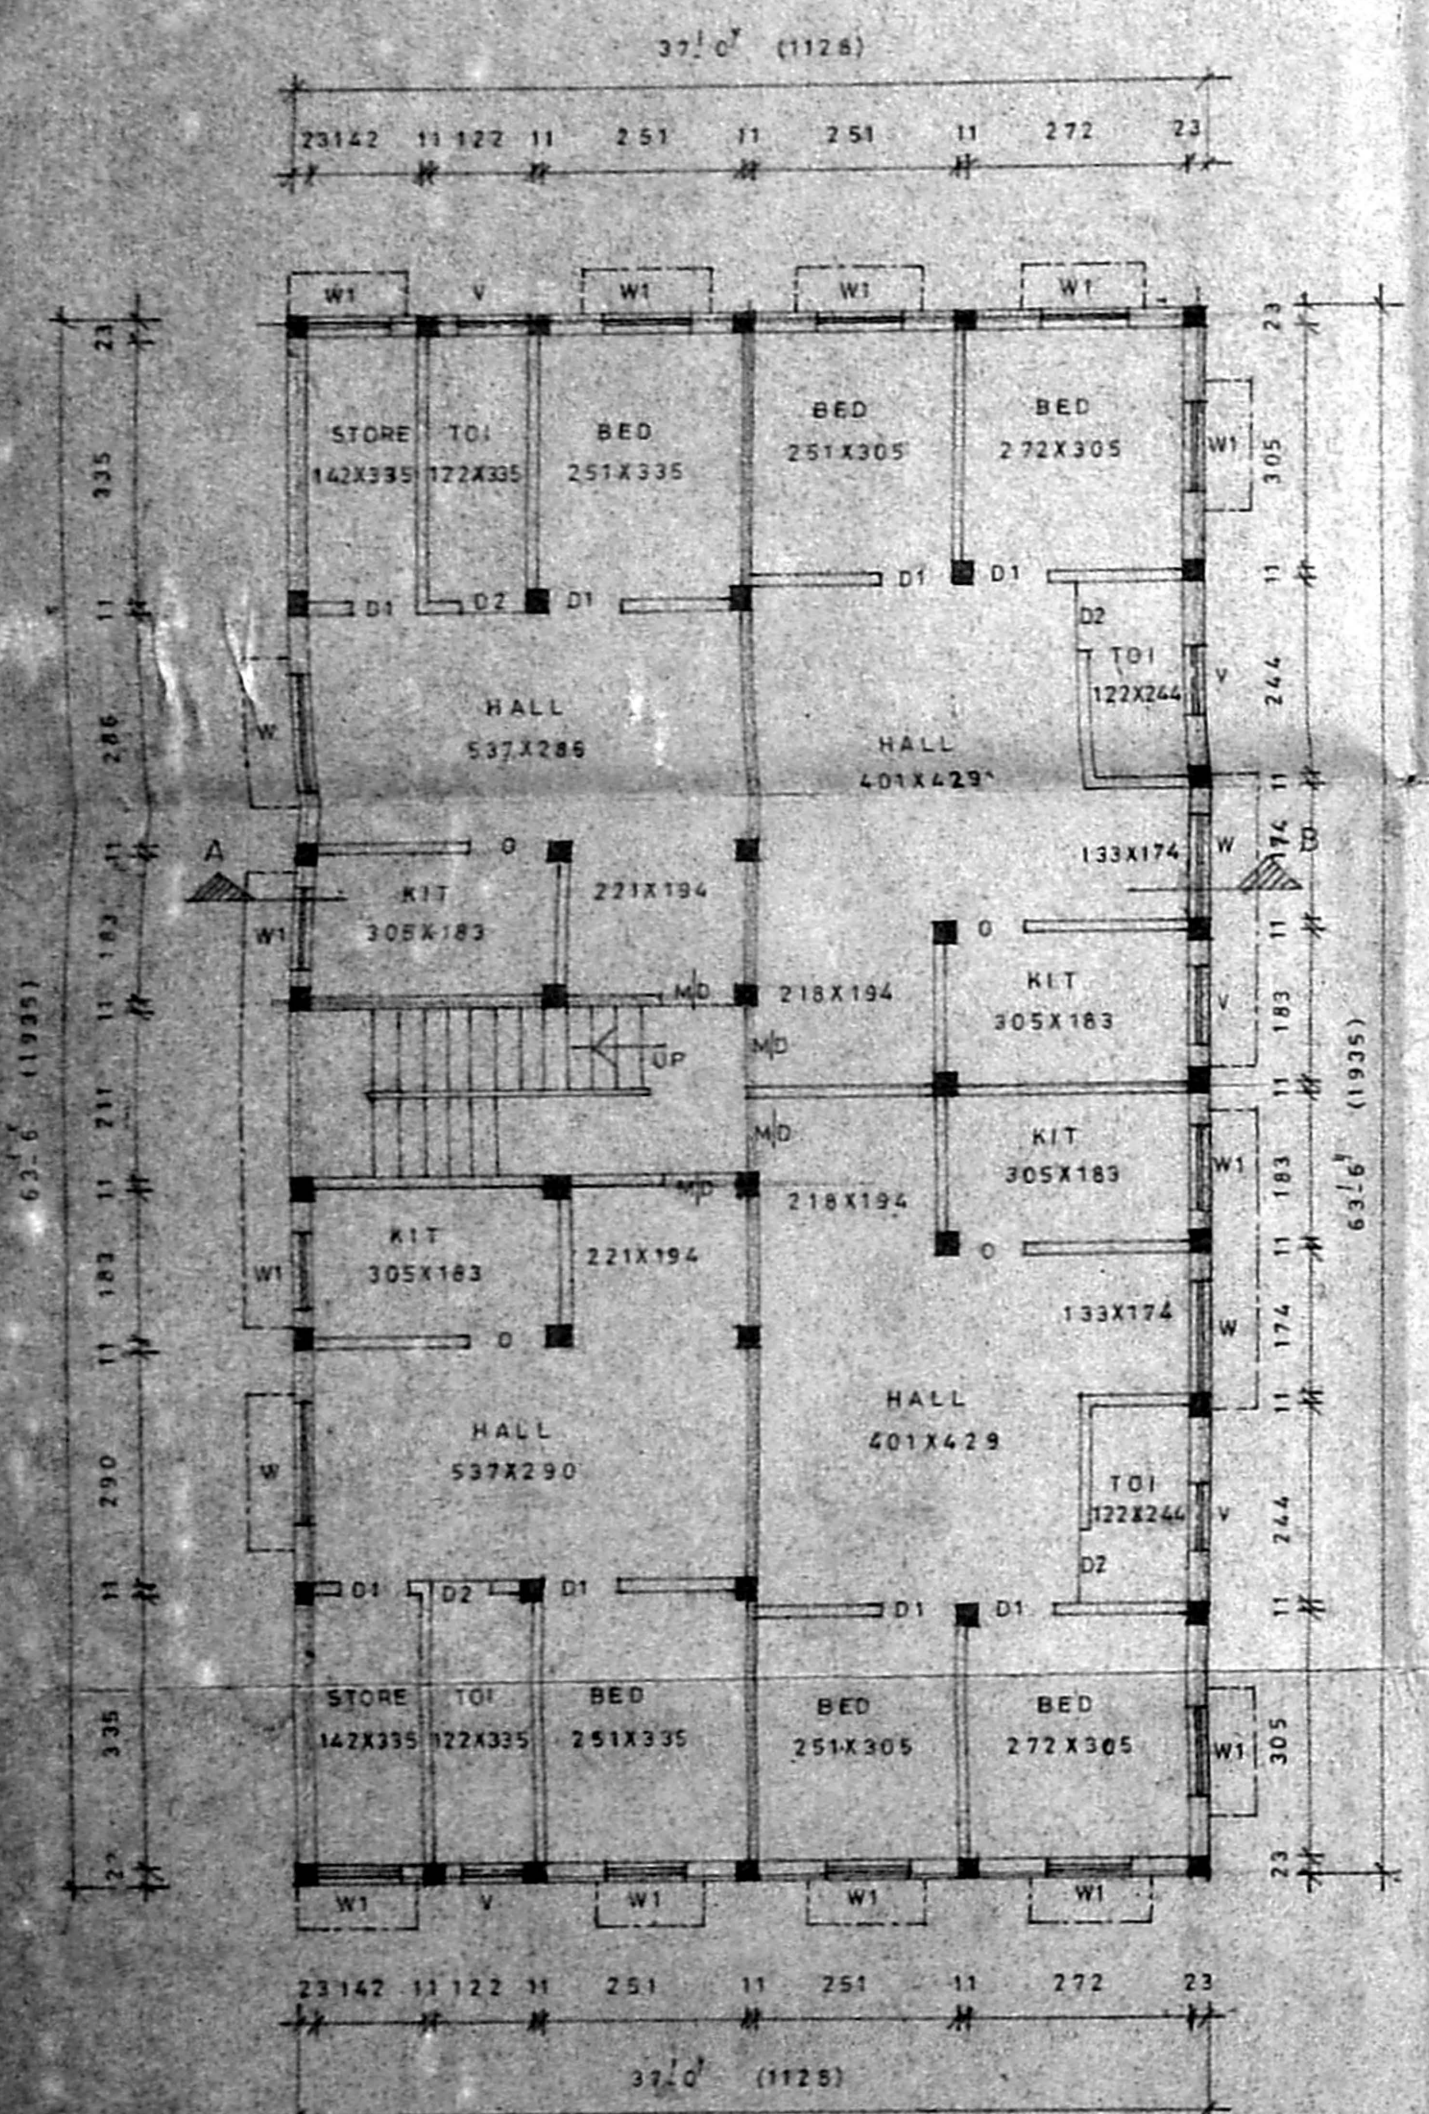 37'-0" (1128)
23 142 11 122 11 251 11 251 11 272 23
W1 V W1 W1 W1
23
23
BED
BED
STORE TOI BED
251X305
272X305
W1
142X335 122X335 251X335
335
305
D1 D1
11
11
D1 D2 D1
D2
TOI
122X244
V
244
HALL
537X286
W
286
HALL
401X429
11
A
11
O
133X174
W
174
B
KIT
305X183
221X194
W1
183
O
11
KIT
305X183
V
183
M/D
218X194
11
M/D
UP
63'-6" (1935)
211
11
63'-6" (1935)
M/D
KIT
305X183
W1
183
11
M/D
218X194
KIT
305X183
221X194
W1
183
O
11
11
O
133X174
W
174
HALL
401X429
11
HALL
537X290
W
290
TOI
122X244
V
244
D2
11
D1 D2 D1
D1 D1
11
STORE TOI BED
142X335 122X335 251X335
335
BED
251X305
BED
272X305
W1
305
23
W1 V W1 W1 W1
23 142 11 122 11 251 11 251 11 272 23
37'-0" (1128)